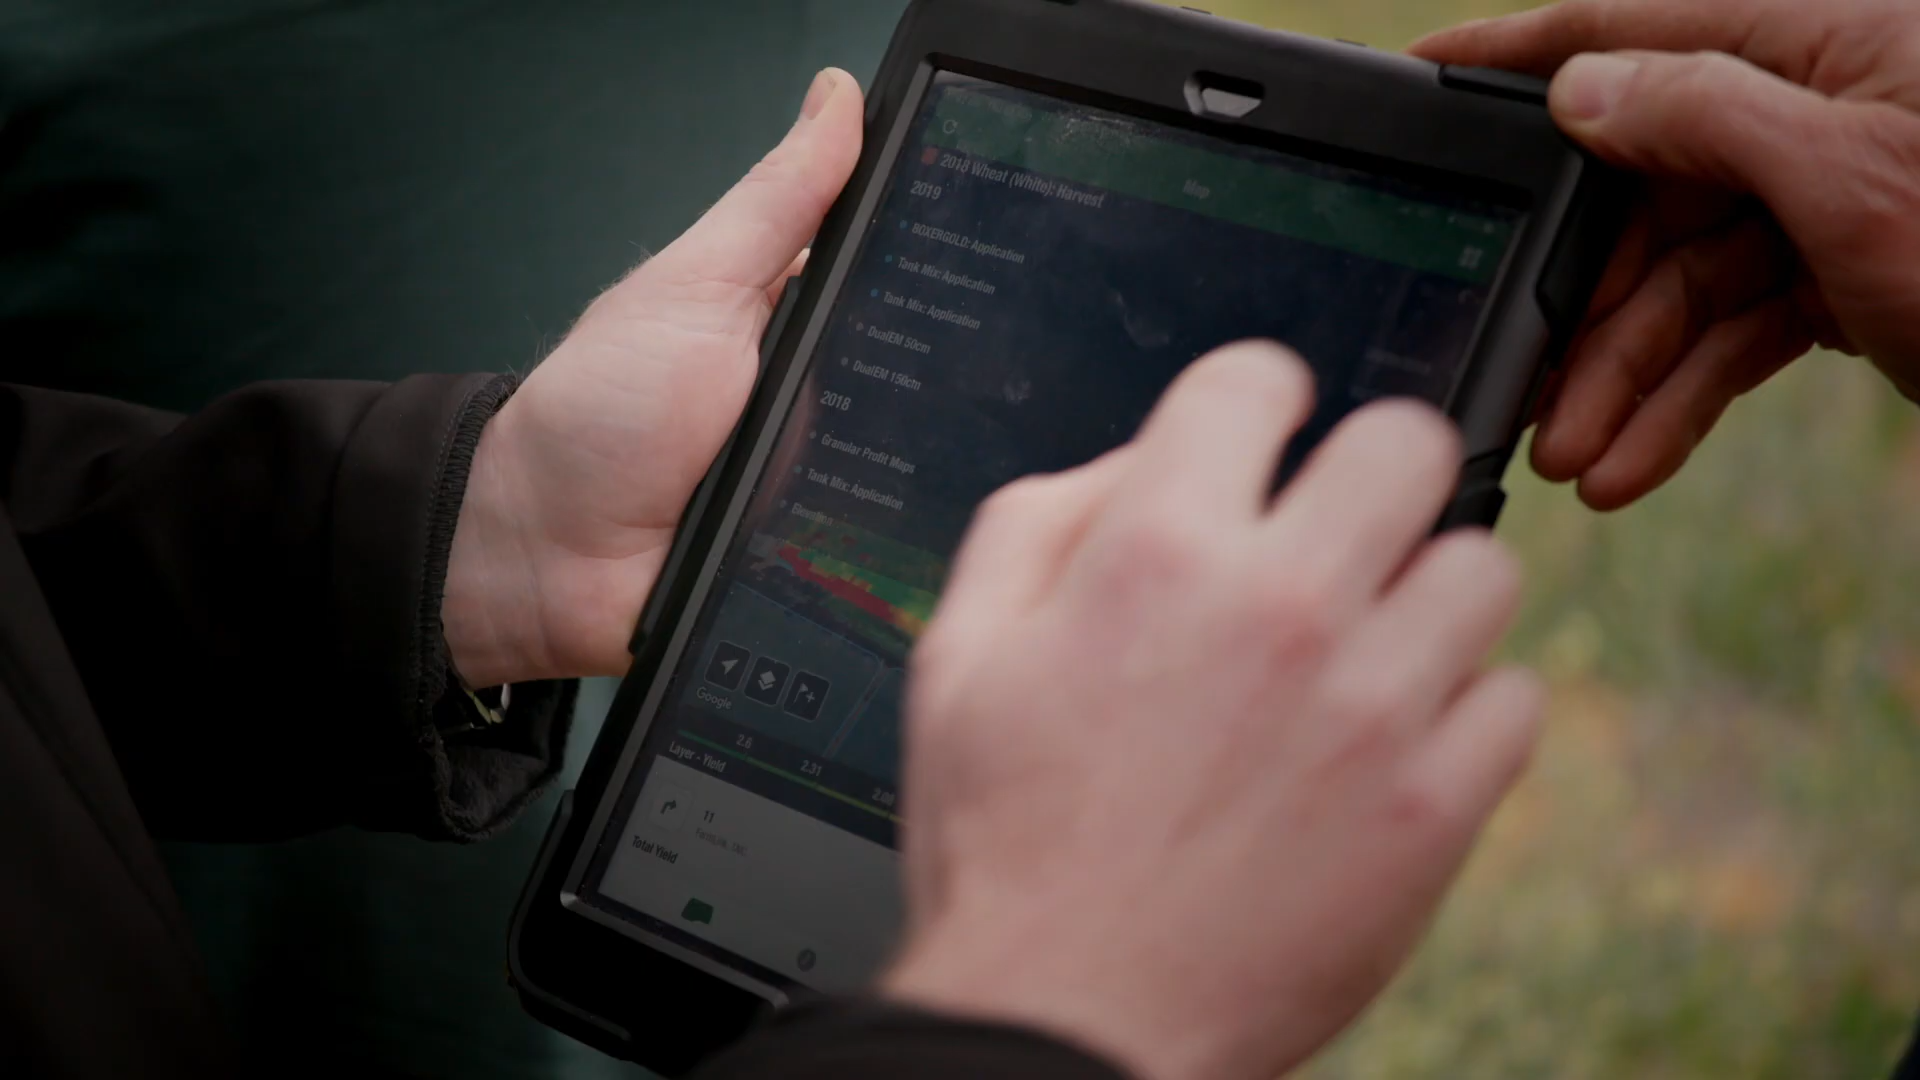 Map
2018 Wheat (White): Harvest
2019
BOXERGOLD: Application
Tank Mix: Application
Tank Mix: Application
DualEM 50cm
DualEM 150cm
2018
Granular Profit Maps
Tank Mix: Application
Elevation
Google
2.6
2.31
Layer - Yield
11
Total Yield